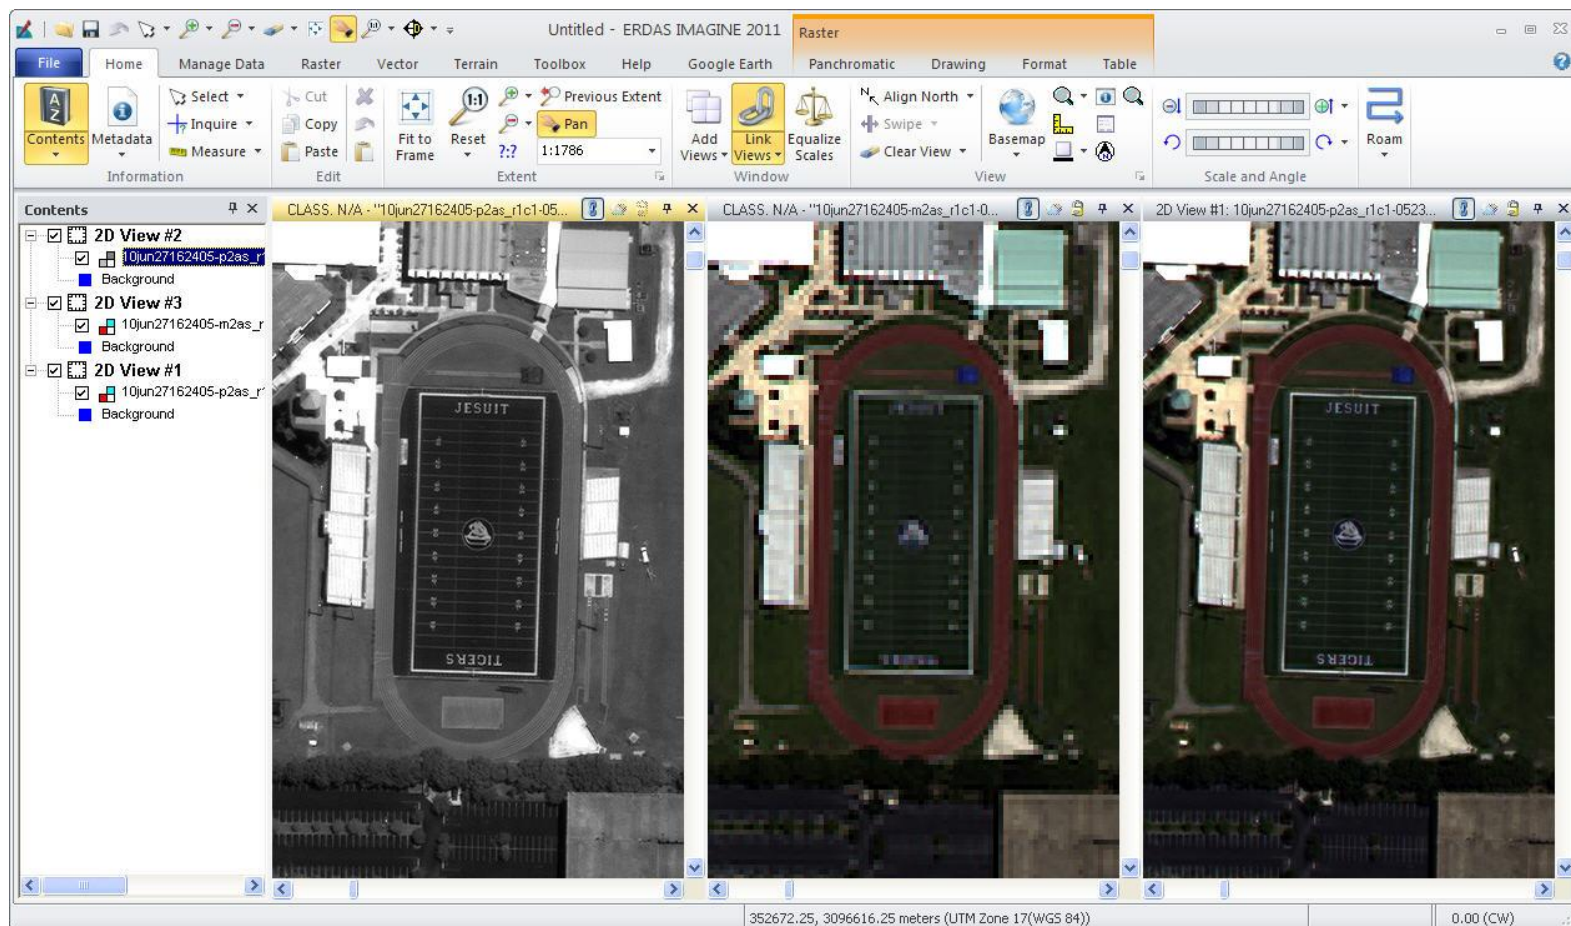 Untitled - ERDAS IMAGINE 2011
Raster
File Home Manage Data Raster Vector Terrain Toolbox Help Google Earth Panchromatic Drawing Format Table
Contents
Metadata
Select
Inquire
Measure
Information
Cut
Copy
Paste
Edit
Fit to
Frame
1:1
Reset
Previous Extent
Pan
?:?
1:1786
Extent
Add
Views
Link
Views
Equalize
Scales
Window
Align North
Swipe
Clear View
Basemap
View
Scale and Angle
Roam
Contents
2D View #2
10jun27162405-p2as_r1
Background
2D View #3
10jun27162405-m2as_r
Background
2D View #1
10jun27162405-p2as_r1
Background
CLASS. N/A - "10jun27162405-p2as_r1c1-05...
JESUIT
TIGERS
CLASS. N/A - "10jun27162405-m2as_r1c1-0...
2D View #1: 10jun27162405-p2as_r1c1-0523...
JESUIT
TIGERS
352672.25, 3096616.25 meters (UTM Zone 17(WGS 84))
0.00 (CW)